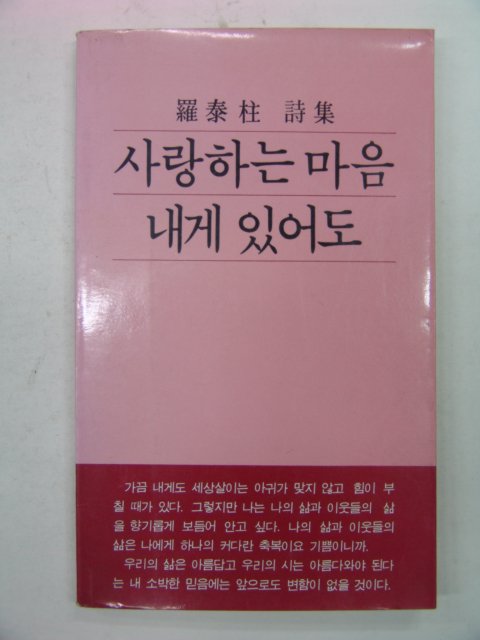 羅泰柱 詩集
사랑하는 마음
내게 있어도
가끔 내게도 세상살이는 아귀가 맞지 않고 힘이 부
칠 때가 있다. 그렇지만 나는 나의 삶과 이웃들의 삶
을 향기롭게 보듬어 안고 싶다. 나의 삶과 이웃들의
삶은 나에게 하나의 커다란 축복이요 기쁨이니까.
우리의 삶은 아름답고 우리의 시는 아름다와야 된다
는 내 소박한 믿음에는 앞으로도 변함이 없을 것이다.